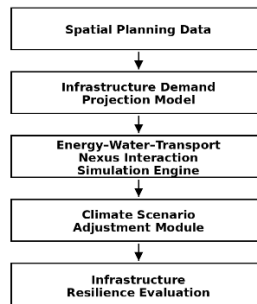 Spatial Planning Data
Infrastructure Demand
Projection Model
Energy–Water–Transport
Nexus Interaction
Simulation Engine
Climate Scenario
Adjustment Module
Infrastructure
Resilience Evaluation